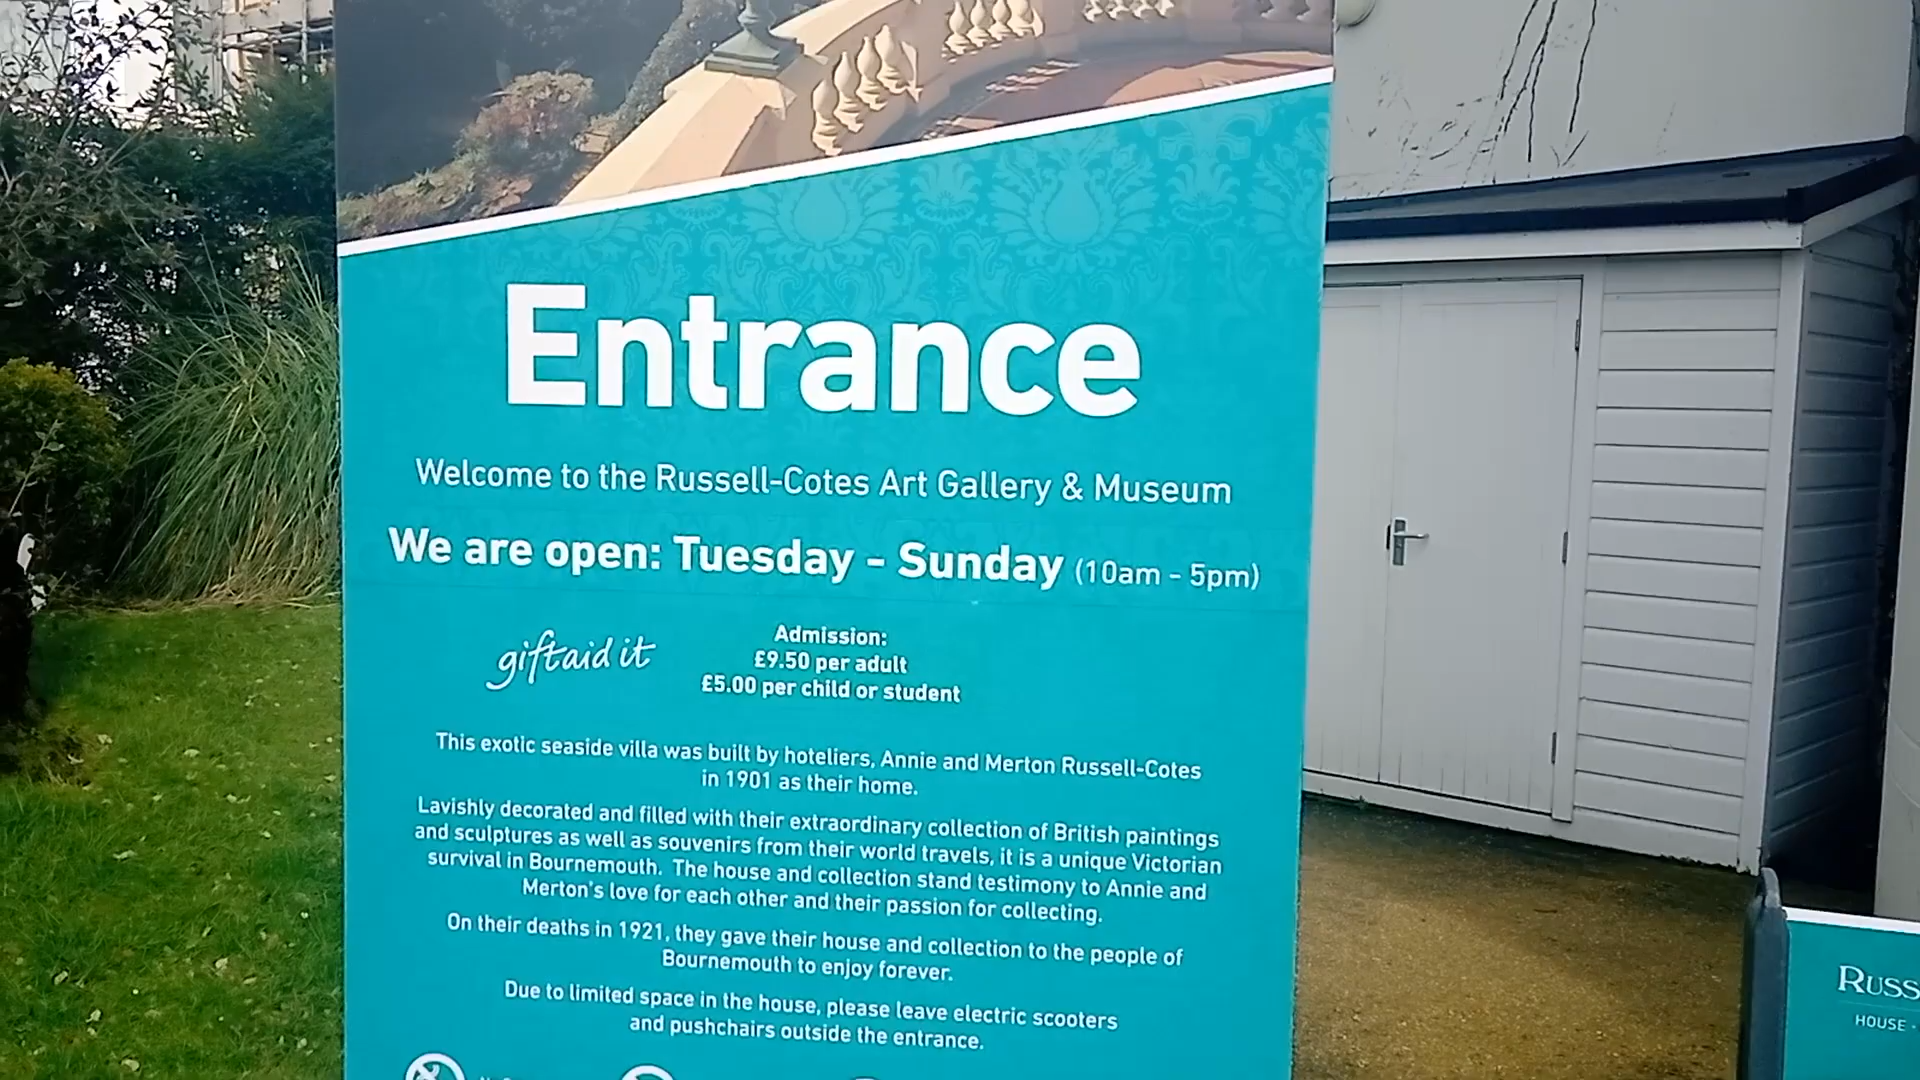 Entrance
Welcome to the Russell-Cotes Art Gallery & Museum
We are open: Tuesday - Sunday (10am - 5pm)
giftaid it
Admission:
£9.50 per adult
£5.00 per child or student
This exotic seaside villa was built by hoteliers, Annie and Merton Russell-Cotes
in 1901 as their home.
Lavishly decorated and filled with their extraordinary collection of British paintings
and sculptures as well as souvenirs from their world travels, it is a unique Victorian
survival in Bournemouth. The house and collection stand testimony to Annie and
Merton's love for each other and their passion for collecting.
On their deaths in 1921, they gave their house and collection to the people of
Bournemouth to enjoy forever.
Due to limited space in the house, please leave electric scooters
and pushchairs outside the entrance.
RUSS
HOUSE ·